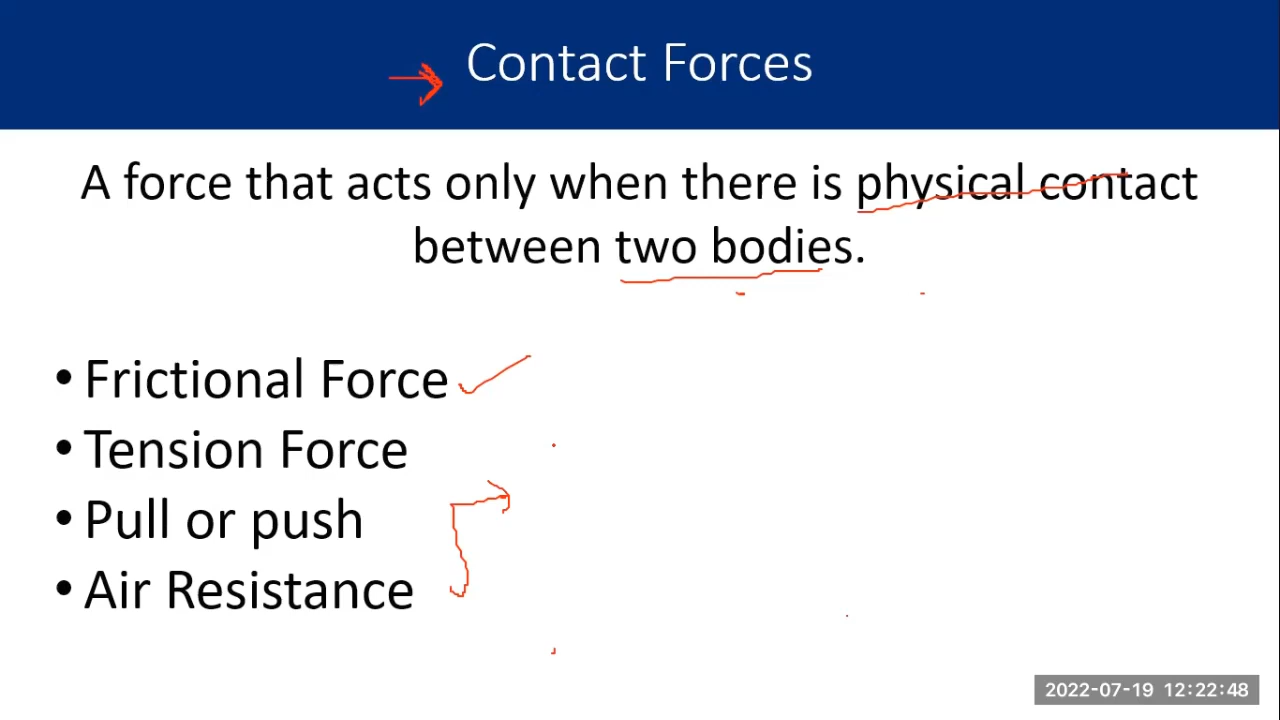 Contact Forces
A force that acts only when there is physical contact
between two bodies.
• Frictional Force
• Tension Force
• Pull or push
• Air Resistance
2022-07-19 12:22:48